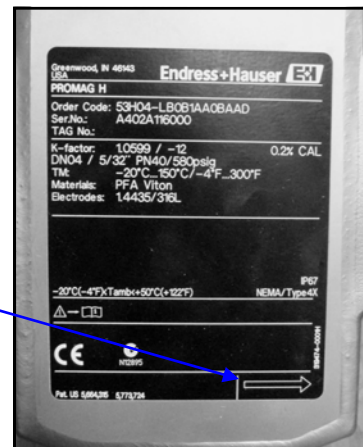 Greenwood, IN 46143
USA
Endress+Hauser EH
PROMAG H
Order Code: 53H04-LB0B1AA0BAAD
Ser.No.: A402A116000
TAG No.:
K-factor: 1.0599 / -12 0.2% CAL
DN04 / 5/32" PN40/580psig
TM: -20°C...150°C/-4°F...300°F
Materials: PFA Viton
Electrodes: 1.4435/316L
IP67
-20°C(-4°F)<Tamb<+50°C(+122°F) NEMA/Type4X
CE N12895
Pat. US 5,664,315 5,773,724